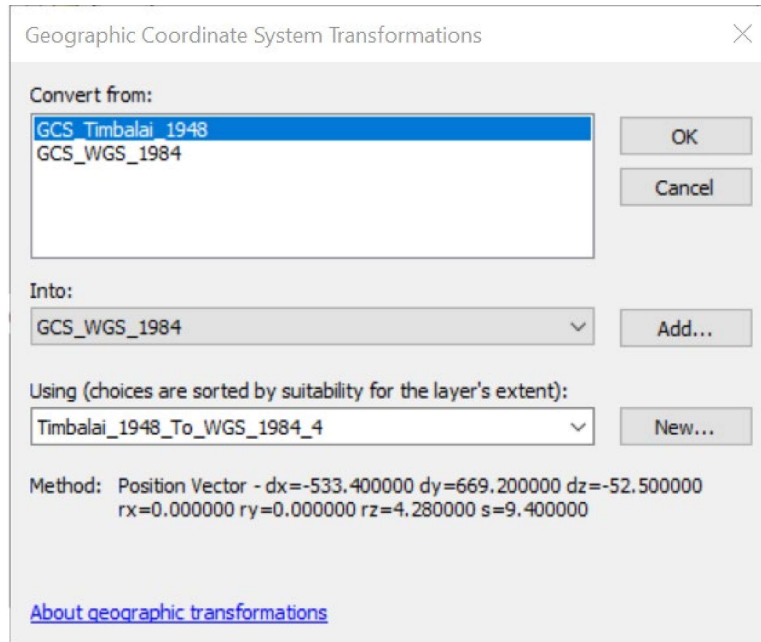 Geographic Coordinate System Transformations
Convert from:
GCS_Timbalai_1948
GCS_WGS_1984
OK
Cancel
Into:
GCS_WGS_1984
Add...
Using (choices are sorted by suitability for the layer's extent):
Timbalai_1948_To_WGS_1984_4
New...
Method: Position Vector - dx=-533.400000 dy=669.200000 dz=-52.500000
rx=0.000000 ry=0.000000 rz=4.280000 s=9.400000
About geographic transformations